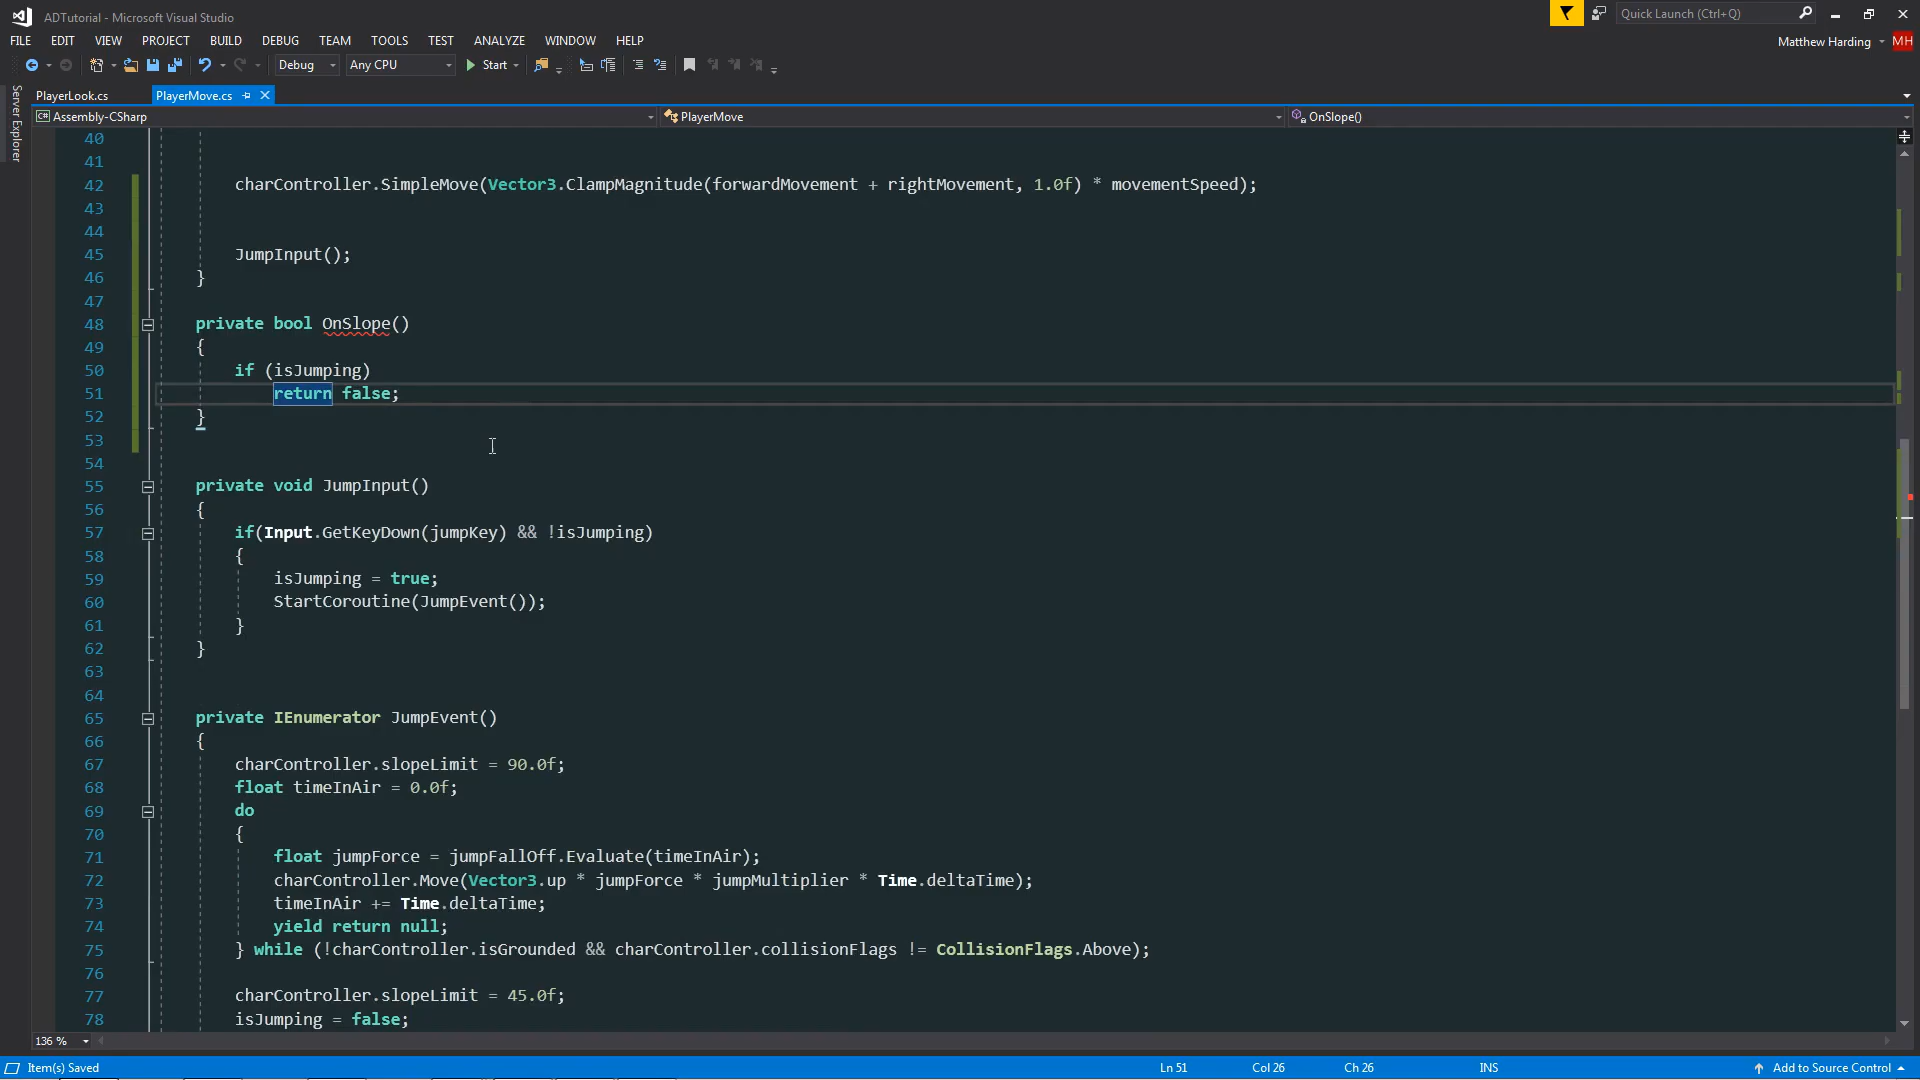 ADTutorial - Microsoft Visual Studio
Quick Launch (Ctrl+Q)
FILE EDIT VIEW PROJECT BUILD DEBUG TEAM TOOLS TEST ANALYZE WINDOW HELP
Matthew Harding MH
Debug Any CPU Start
Server Explorer
PlayerLook.cs PlayerMove.cs
Assembly-CSharp PlayerMove OnSlope()
40
41
42 charController.SimpleMove(Vector3.ClampMagnitude(forwardMovement + rightMovement, 1.0f) * movementSpeed);
43
44
45 JumpInput();
46 }
47
48 private bool OnSlope()
49 {
50 if (isJumping)
51 return false;
52 }
53
54
55 private void JumpInput()
56 {
57 if(Input.GetKeyDown(jumpKey) && !isJumping)
58 {
59 isJumping = true;
60 StartCoroutine(JumpEvent());
61 }
62 }
63
64
65 private IEnumerator JumpEvent()
66 {
67 charController.slopeLimit = 90.0f;
68 float timeInAir = 0.0f;
69 do
70 {
71 float jumpForce = jumpFallOff.Evaluate(timeInAir);
72 charController.Move(Vector3.up * jumpForce * jumpMultiplier * Time.deltaTime);
73 timeInAir += Time.deltaTime;
74 yield return null;
75 } while (!charController.isGrounded && charController.collisionFlags != CollisionFlags.Above);
76
77 charController.slopeLimit = 45.0f;
78 isJumping = false;
136 %
Item(s) Saved Ln 51 Col 26 Ch 26 INS Add to Source Control